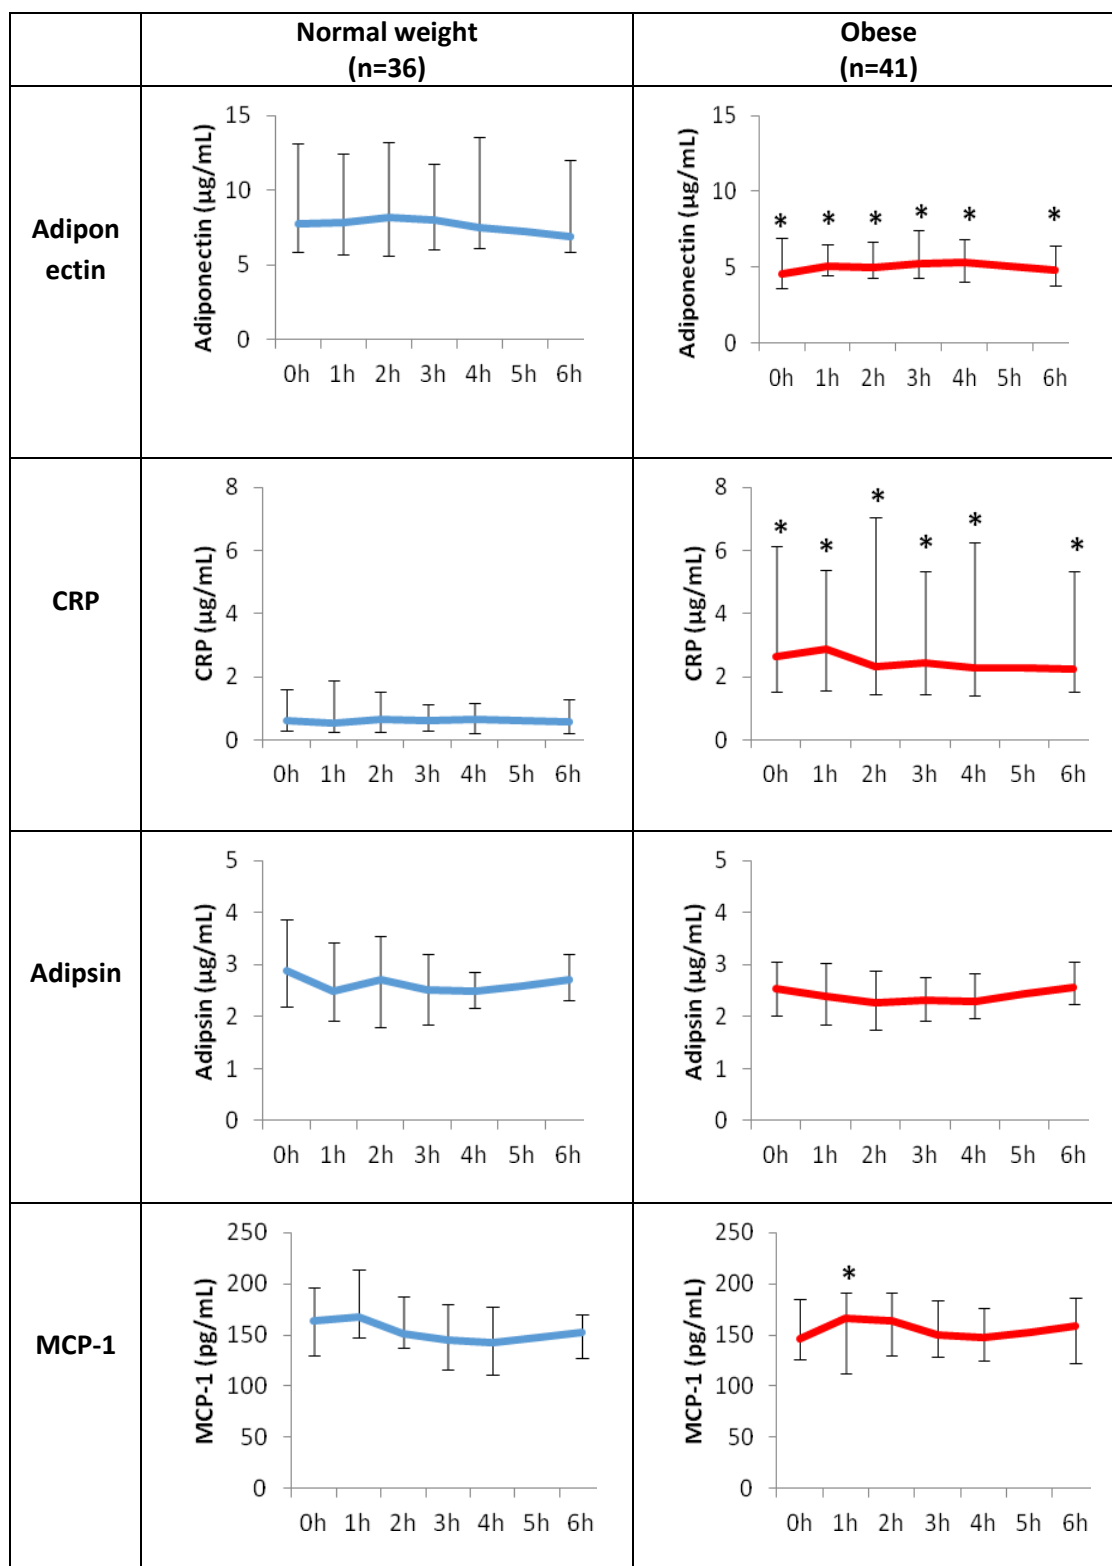 Normal weight
(n=36)
Obese
(n=41)
Adipon
ectin
Adiponectin (µg/mL)
15
10
5
0
0h 1h 2h 3h 4h 5h 6h
Adiponectin (µg/mL)
15
10
5
0
* * * * * *
0h 1h 2h 3h 4h 5h 6h
CRP
CRP (µg/mL)
8
6
4
2
0
0h 1h 2h 3h 4h 5h 6h
CRP (µg/mL)
8
6
4
2
0
* * * * * *
0h 1h 2h 3h 4h 5h 6h
Adipsin
Adipsin (µg/mL)
5
4
3
2
1
0
0h 1h 2h 3h 4h 5h 6h
Adipsin (µg/mL)
5
4
3
2
1
0
0h 1h 2h 3h 4h 5h 6h
MCP-1
MCP-1 (pg/mL)
250
200
150
100
50
0
0h 1h 2h 3h 4h 5h 6h
MCP-1 (pg/mL)
250
200
150
100
50
0
*
0h 1h 2h 3h 4h 5h 6h